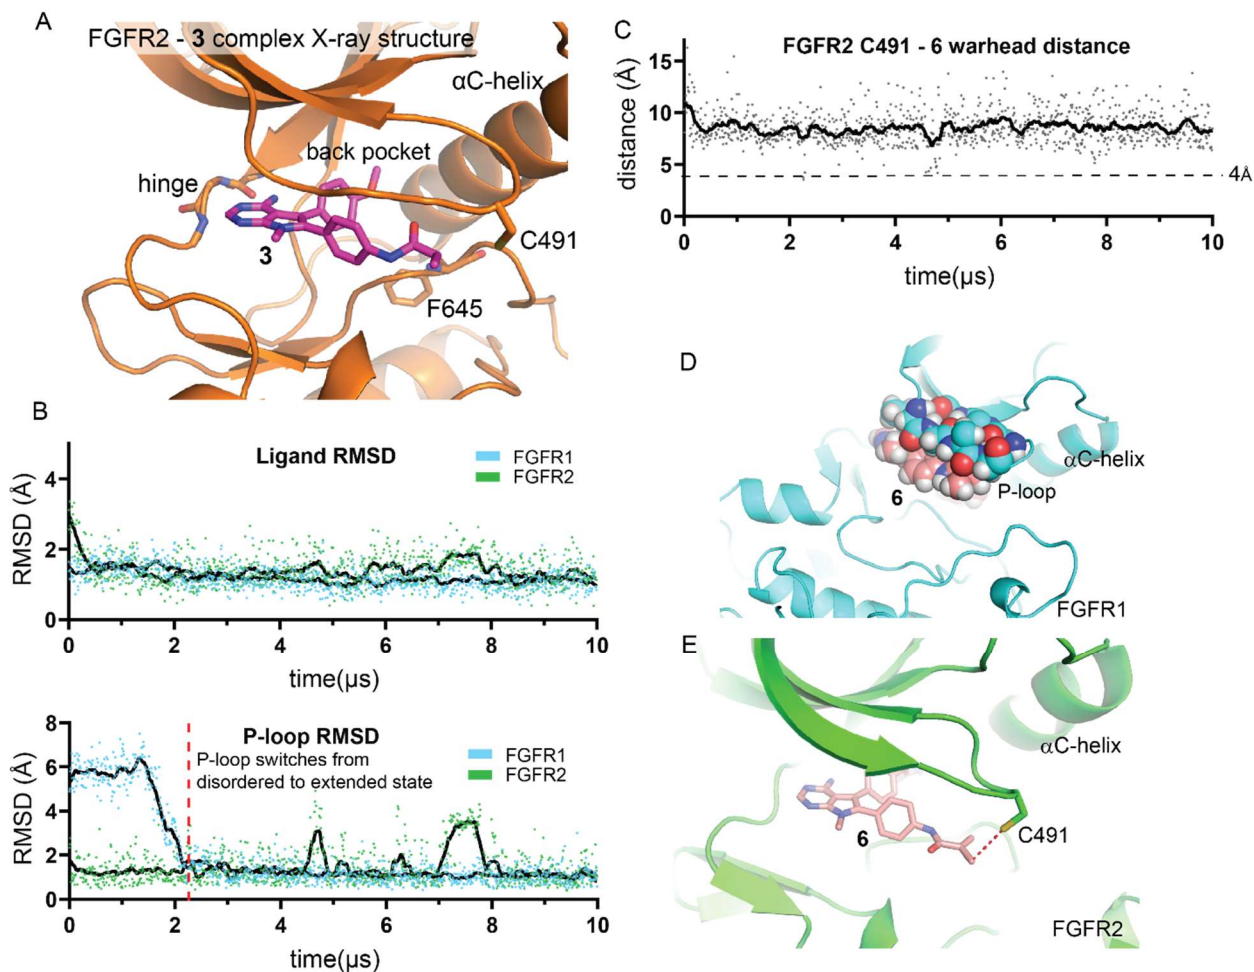 A
FGFR2 - 3 complex X-ray structure
αC-helix
back pocket
hinge
C491
3
F645
B
Ligand RMSD
FGFR1
FGFR2
RMSD (Å)
4
2
0
0 2 4 6 8 10
time(µs)
P-loop RMSD
P-loop switches from
disordered to extended state
FGFR1
FGFR2
RMSD (Å)
8
6
4
2
0
0 2 4 6 8 10
time(µs)
C
FGFR2 C491 - 6 warhead distance
distance (Å)
15
10
5
0
4Å
0 2 4 6 8 10
time(µs)
D
αC-helix
6
P-loop
FGFR1
E
αC-helix
6
C491
FGFR2